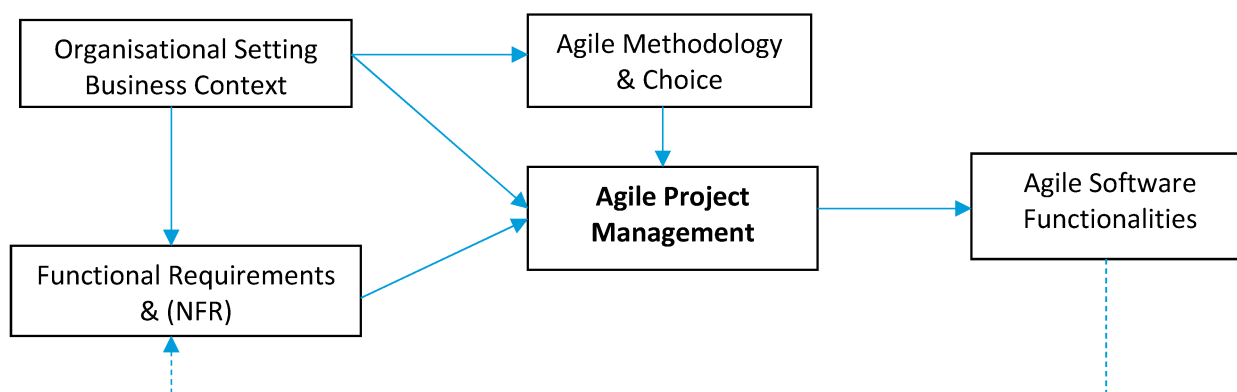 Organisational Setting
Business Context
Agile Methodology
& Choice
Agile Project
Management
Agile Software
Functionalities
Functional Requirements
& (NFR)